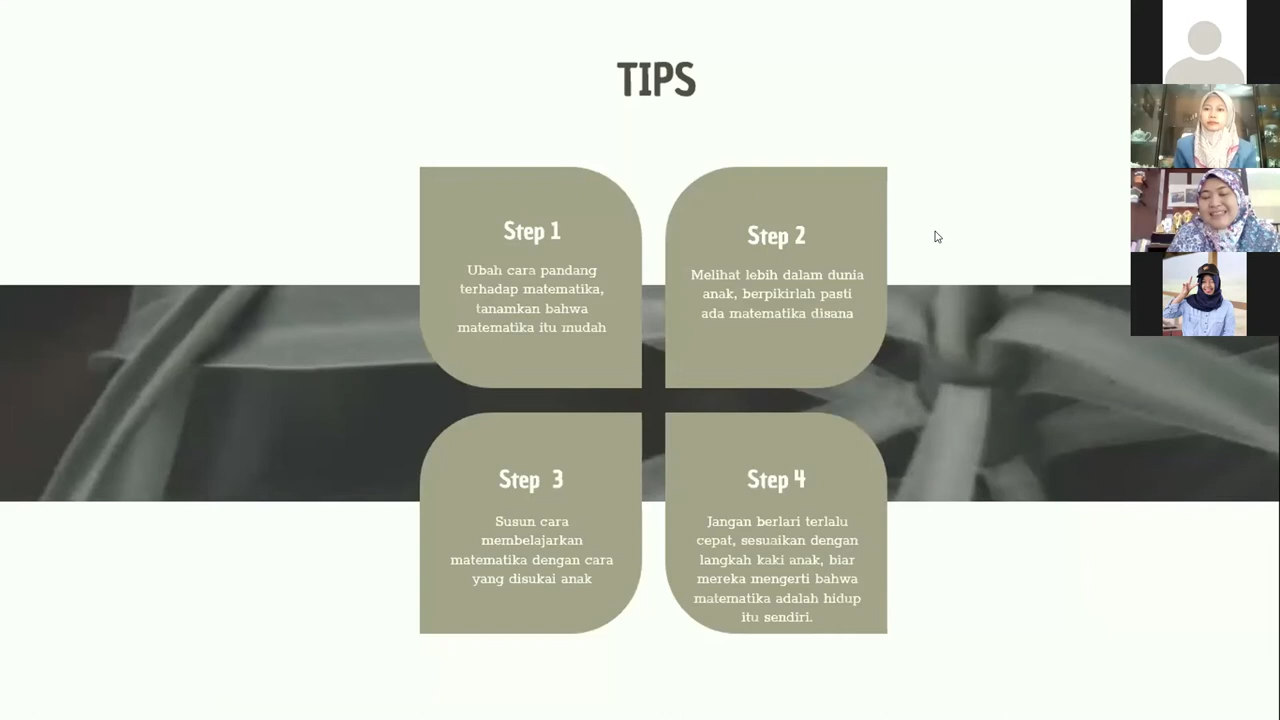 TIPS
Step 1
Ubah cara pandang
terhadap matematika,
tanamkan bahwa
matematika itu mudah
Step 2
Melihat lebih dalam dunia
anak, berpikirlah pasti
ada matematika disana
Step 3
Susun cara
membelajarkan
matematika dengan cara
yang disukai anak
Step 4
Jangan berlari terlalu
cepat, sesuaikan dengan
langkah kaki anak, biar
mereka mengerti bahwa
matematika adalah hidup
itu sendiri.